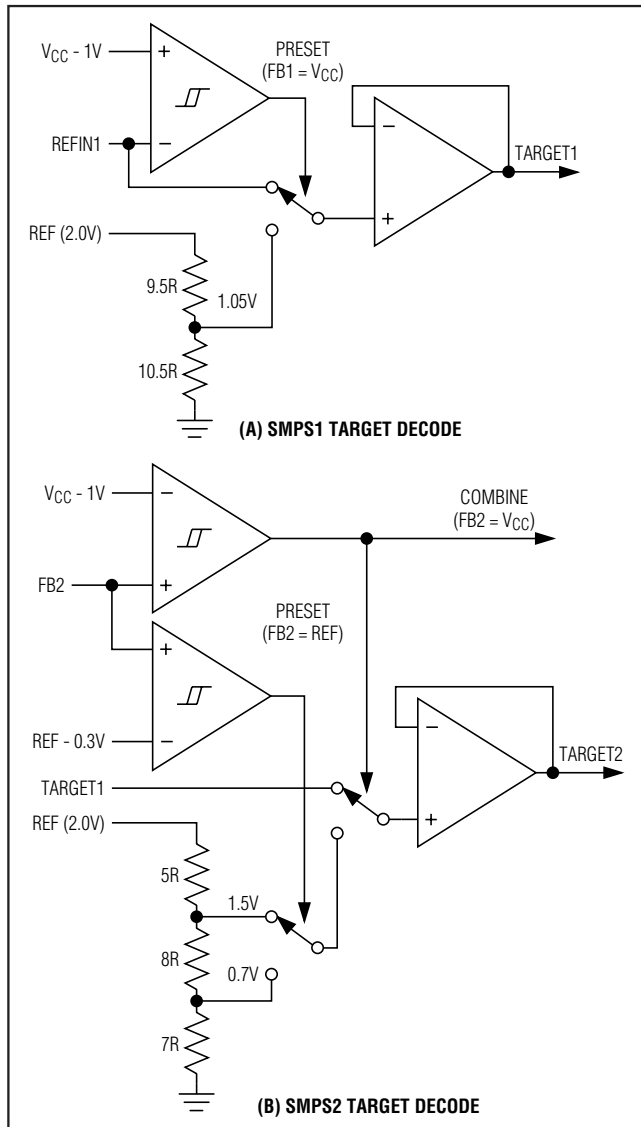 V_CC - 1V
+
PRESET
(FB1 = V_CC)
REFIN1
−
−
TARGET1
+
REF (2.0V)
9.5R
1.05V
10.5R
(A) SMPS1 TARGET DECODE
V_CC - 1V
−
COMBINE
(FB2 = V_CC)
FB2
+
PRESET
(FB2 = REF)
+
REF - 0.3V
−
−
TARGET2
TARGET1
+
REF (2.0V)
5R
1.5V
8R
0.7V
7R
(B) SMPS2 TARGET DECODE